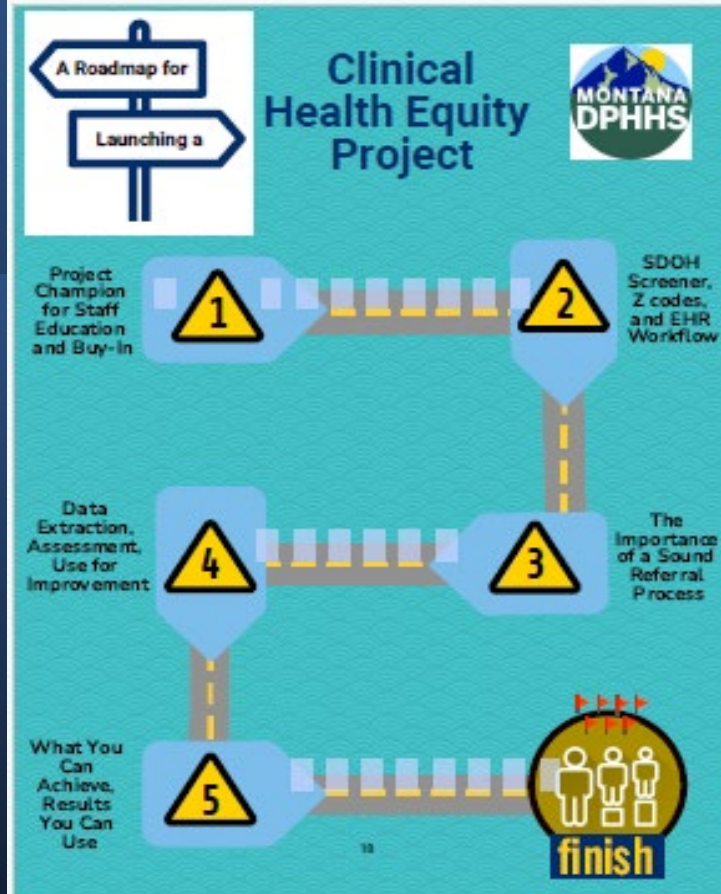 A Roadmap for
Launching a
Clinical
Health Equity
Project
MONTANA
DPHHS
Project
Champion
for Staff
Education
and Buy-In
1
2
SDOH
Screener,
Z codes,
and EHR
Workflow
Data
Extraction,
Assessment,
Use for
Improvement
4
3
The
Importance
of a Sound
Referral
Process
What You
Can
Achieve,
Results
You Can
Use
5
finish